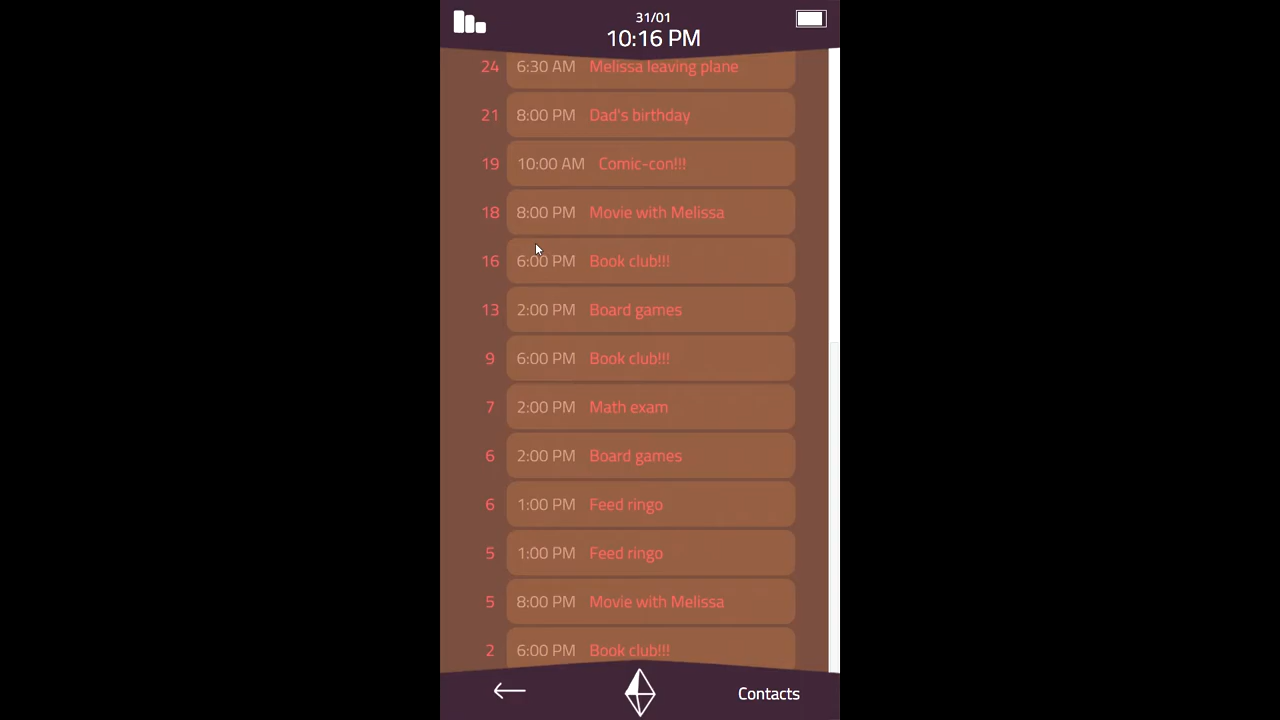 31/01
10:16 PM
24 6:30 AM Melissa leaving plane
21 8:00 PM Dad's birthday
19 10:00 AM Comic-con!!!
18 8:00 PM Movie with Melissa
16 6:00 PM Book club!!!
13 2:00 PM Board games
9 6:00 PM Book club!!!
7 2:00 PM Math exam
6 2:00 PM Board games
6 1:00 PM Feed ringo
5 1:00 PM Feed ringo
5 8:00 PM Movie with Melissa
2 6:00 PM Book club!!!
Contacts